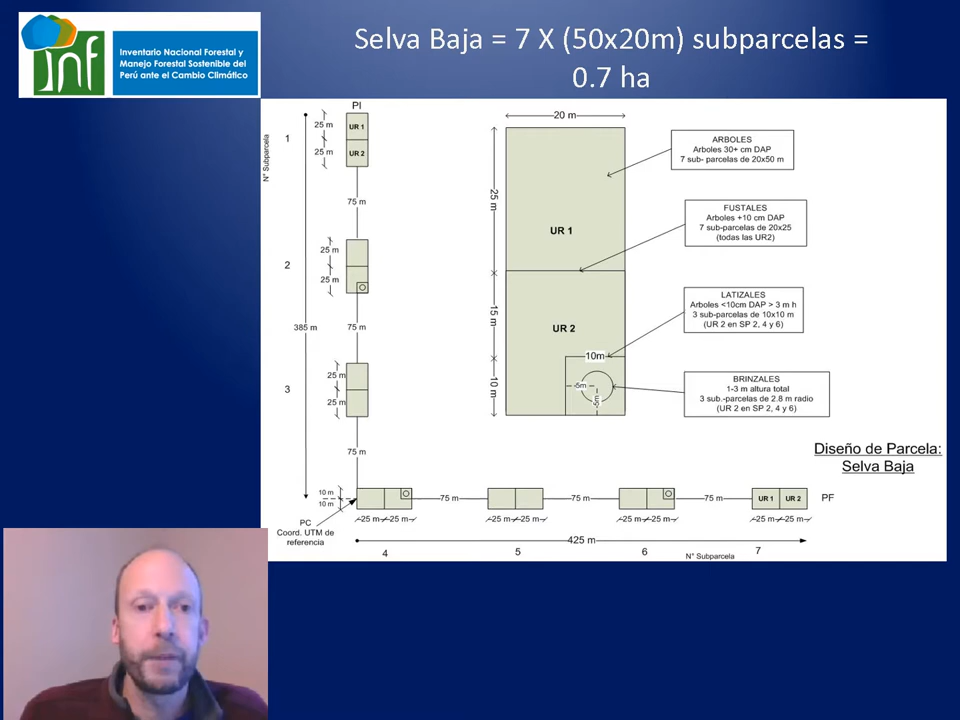 Selva Baja = 7 X (50x20m) subparcelas =
0.7 ha
inf
Inventario Nacional Forestal y
Manejo Forestal Sostenible del
Perú ante el Cambio Climático
PI
N° Subparcela
1
25 m
UR 1
25 m
UR 2
75 m
2
25 m
25 m
385 m
75 m
3
25 m
25 m
75 m
10 m
10 m
PC
Coord. UTM de
referencia
75 m
75 m
75 m
UR 1
UR 2
PF
25 m
25 m
25 m
25 m
25 m
25 m
25 m
25 m
425 m
4
5
6
7
N° Subparcela
20 m
25 m
UR 1
15 m
UR 2
10 m
10m
5m
5m
ARBOLES
Arboles 30+ cm DAP
7 sub- parcelas de 20x50 m
FUSTALES
Arboles +10 cm DAP
7 sub-parcelas de 20x25
(todas las UR2)
LATIZALES
Arboles <10cm DAP > 3 m h
3 sub-parcelas de 10x10 m
(UR 2 en SP 2, 4 y 6)
BRINZALES
1-3 m altura total
3 sub.-parcelas de 2.8 m radio
(UR 2 en SP 2, 4 y 6)
Diseño de Parcela:
Selva Baja